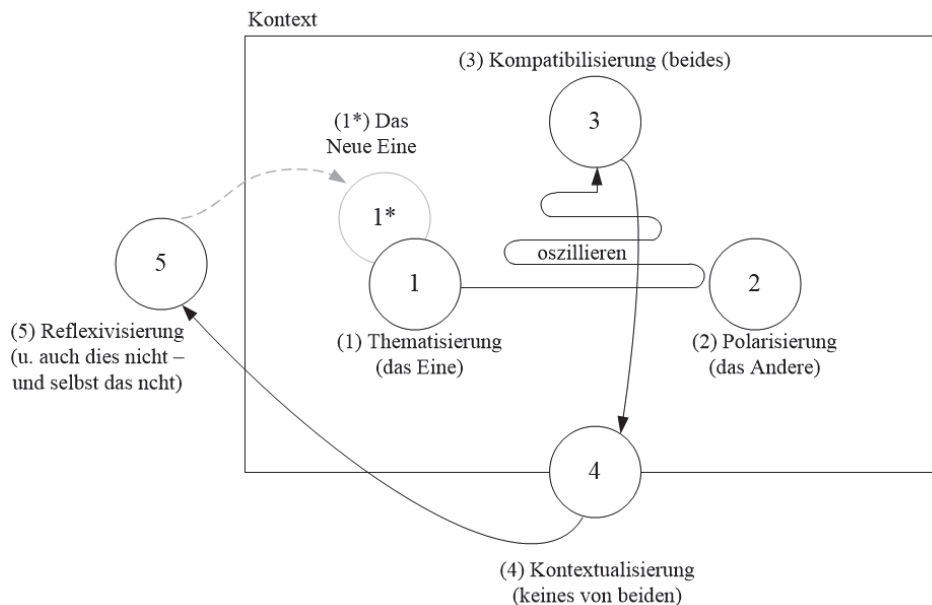 Kontext
(3) Kompatibilisierung (beides)
3
(1*) Das
Neue Eine
1*
5
oszillieren
1
2
(5) Reflexivisierung
(u. auch dies nicht –
und selbst das ncht)
(1) Thematisierung
(das Eine)
(2) Polarisierung
(das Andere)
4
(4) Kontextualisierung
(keines von beiden)